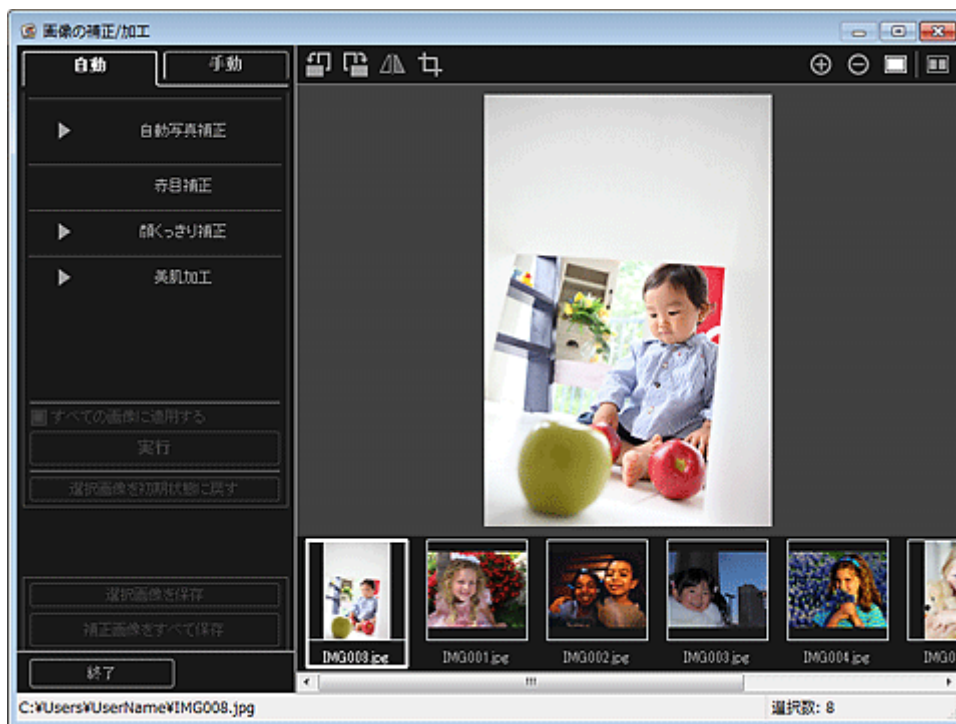 画像の補正/加工
自動
手動
自動写真補正
赤目補正
顔くっきり補正
美肌加工
すべての画像に適用する
実行
選択画像を初期状態に戻す
選択画像を保存
補正画像をすべて保存
終了
IMG008.jpg
IMG001.jpg
IMG002.jpg
IMG003.jpg
IMG004.jpg
IMG0
C:¥Users¥UserName¥IMG008.jpg
選択数: 8